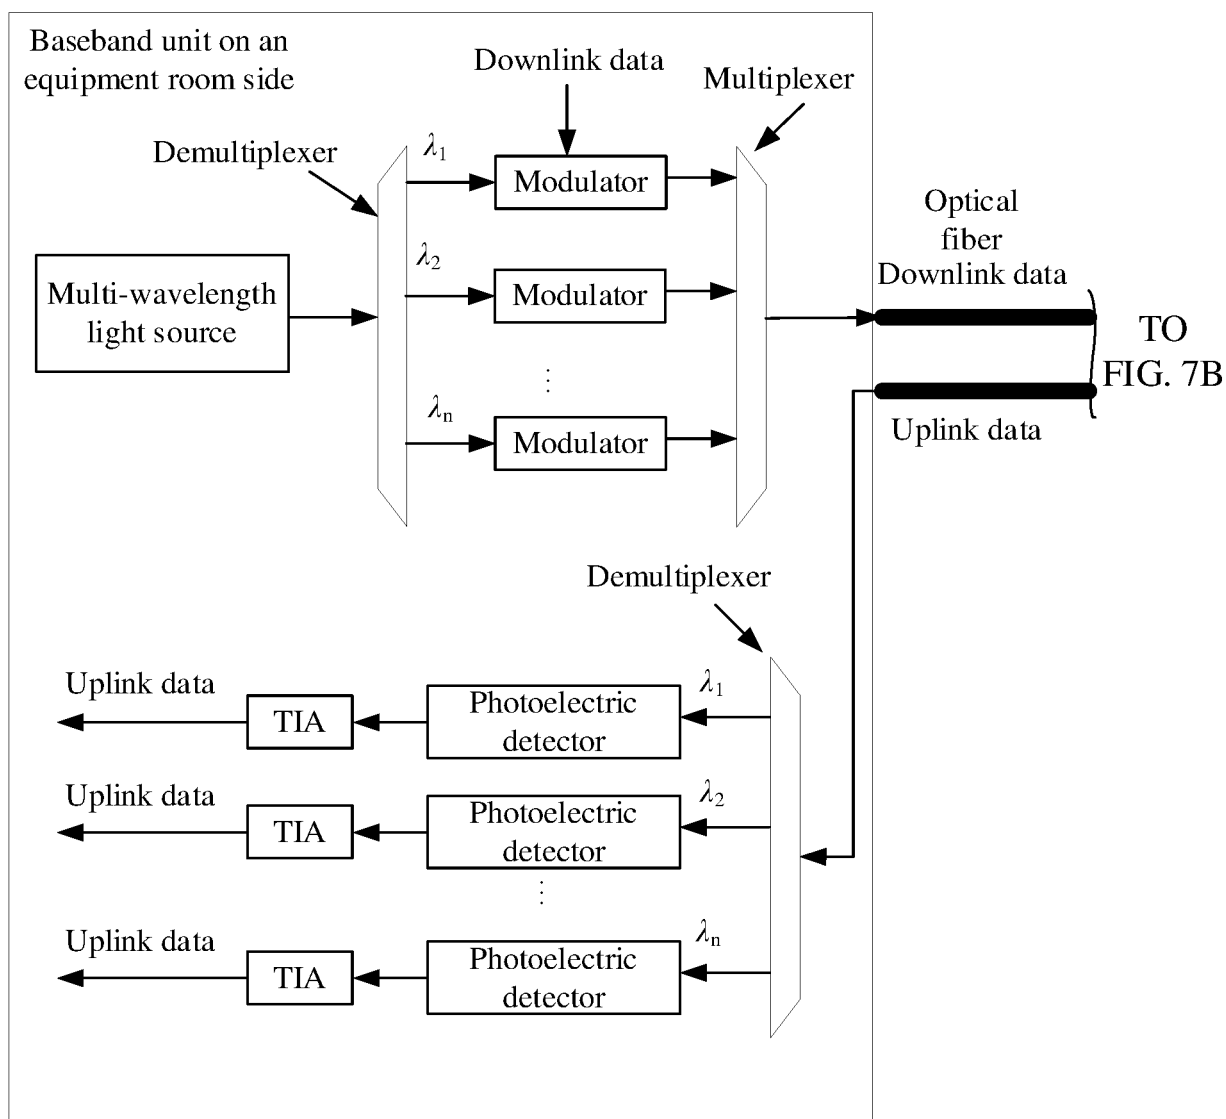 Baseband unit on an
equipment room side
Downlink data
Multiplexer
Demultiplexer
λ1
Modulator
Optical
fiber
Downlink data
λ2
Multi-wavelength
light source
Modulator
TO
FIG. 7B
λn
Modulator
Uplink data
Demultiplexer
Uplink data
TIA
Photoelectric
detector
λ1
Uplink data
TIA
Photoelectric
detector
λ2
Uplink data
TIA
Photoelectric
detector
λn